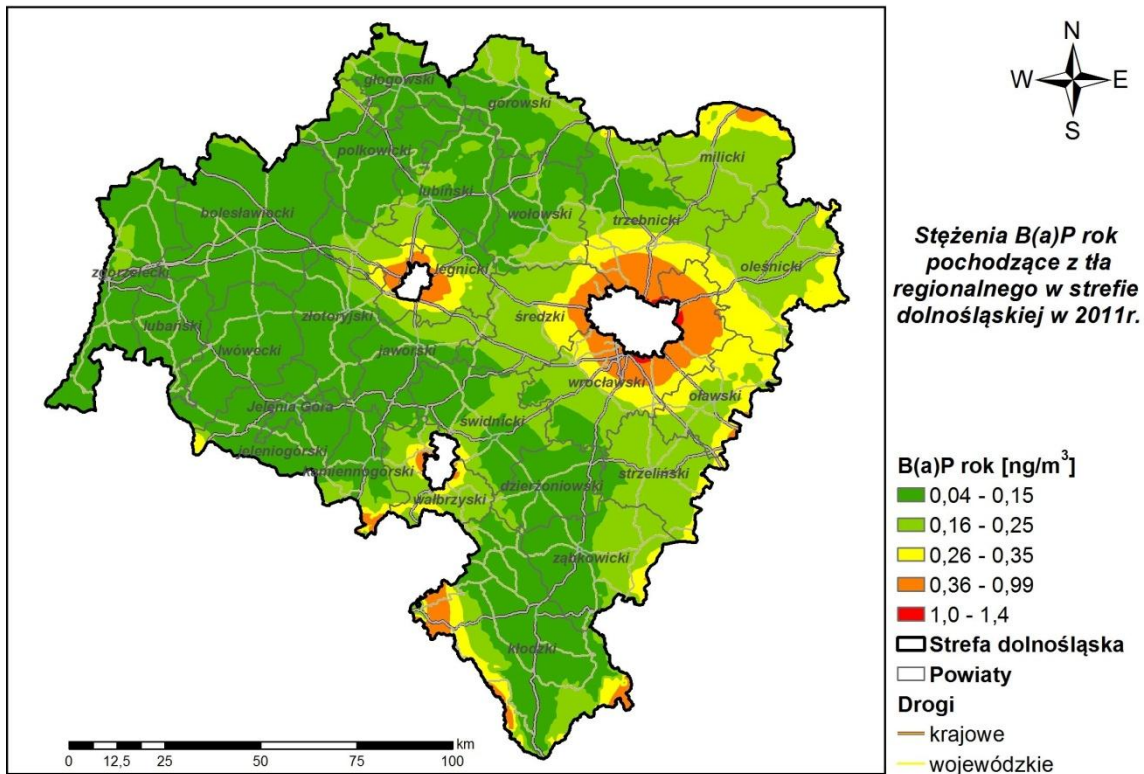 N
W E
S
głogowski
górowski
milicki
polkowicki
lubiński
wołowski
trzebnicki
bolesławiecki
oleśnicki
zgorzelecki
legnicki
średzki
złotoryjski
lubański
lwówecki
jaworski
wrocławski
oławski
Jelenia Góra
świdnicki
jeleniogórski
kamiennogórski
wałbrzyski
dzierżoniowski
strzeliński
ząbkowicki
kłodzki
Stężenia B(a)P rok
pochodzące z tła
regionalnego w strefie
dolnośląskiej w 2011r.
B(a)P rok [ng/m³]
0,04 - 0,15
0,16 - 0,25
0,26 - 0,35
0,36 - 0,99
1,0 - 1,4
Strefa dolnośląska
Powiaty
Drogi
krajowe
wojewódzkie
km
0 12,5 25 50 75 100